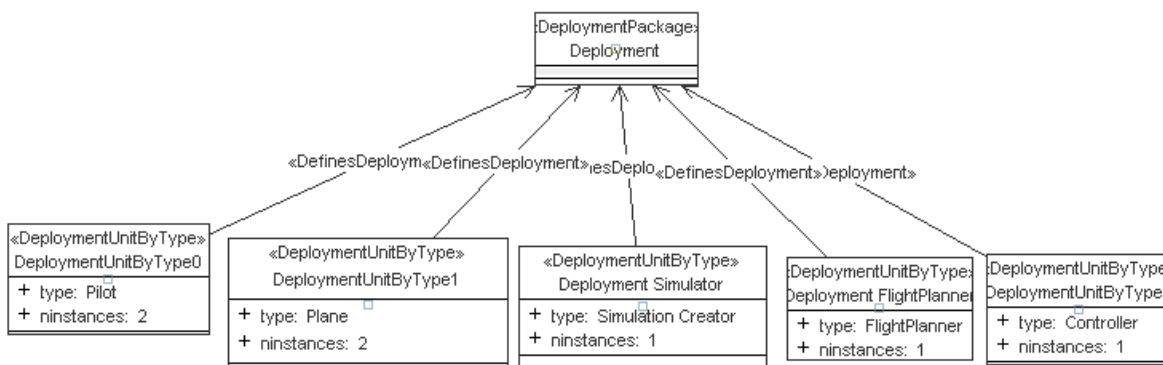 «DeploymentPackage»
Deployment
«DefinesDeploym
«DefinesDeployment»
nesDeplo
«DefinesDeployment»
Deployment»
«DeploymentUnitByType»
DeploymentUnitByType0
+ type: Pilot
+ ninstances: 2
«DeploymentUnitByType»
DeploymentUnitByType1
+ type: Plane
+ ninstances: 2
«DeploymentUnitByType»
Deployment Simulator
+ type: Simulation Creator
+ ninstances: 1
«DeploymentUnitByType»
Deployment FlightPlanner
+ type: FlightPlanner
+ ninstances: 1
«DeploymentUnitByType
DeploymentUnitByType
+ type: Controller
+ ninstances: 1